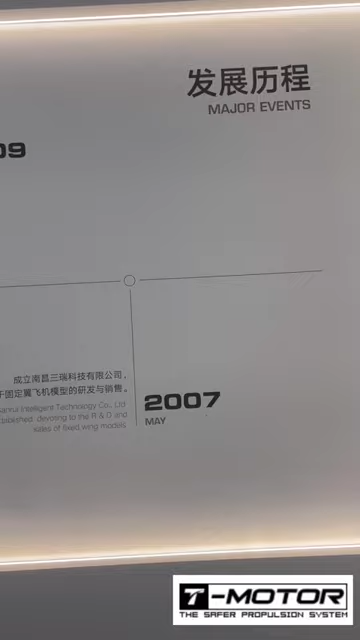 发展历程
MAJOR EVENTS
09
成立南昌三瑞科技有限公司，
于固定翼飞机模型的研发与销售。
Sanrui Intelligent Technology Co., Ltd
devoting to the R & D and
sales of fixed wing models.
2007
MAY
T-MOTOR
THE SAFER PROPULSION SYSTEM